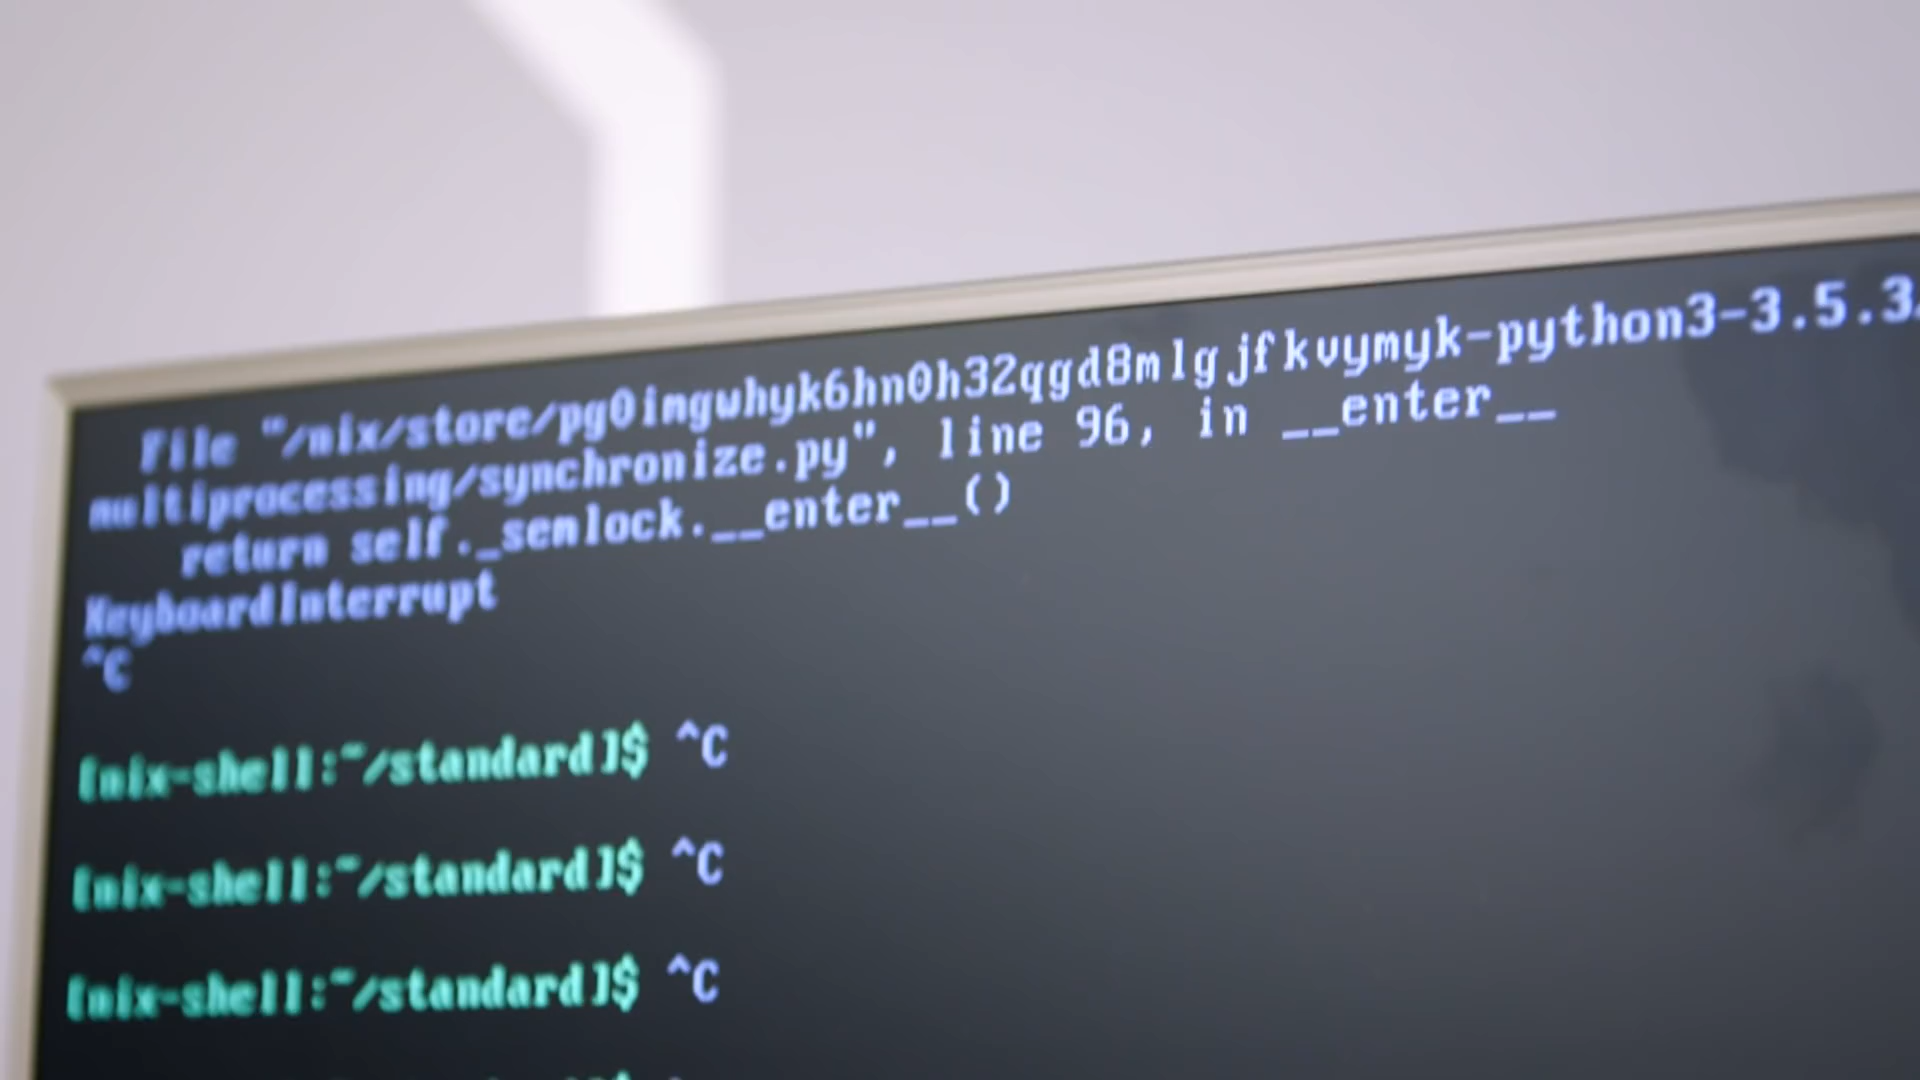 File "/nix/store/pg0imgwhyk6hn0h32qgd8mlgjfkvymyk-python3-3.5.3
multiprocessing/synchronize.py", line 96, in __enter__
return self._semlock.__enter__()
KeyboardInterrupt
^C
[nix-shell:~/standard]$ ^C
[nix-shell:~/standard]$ ^C
[nix-shell:~/standard]$ ^C